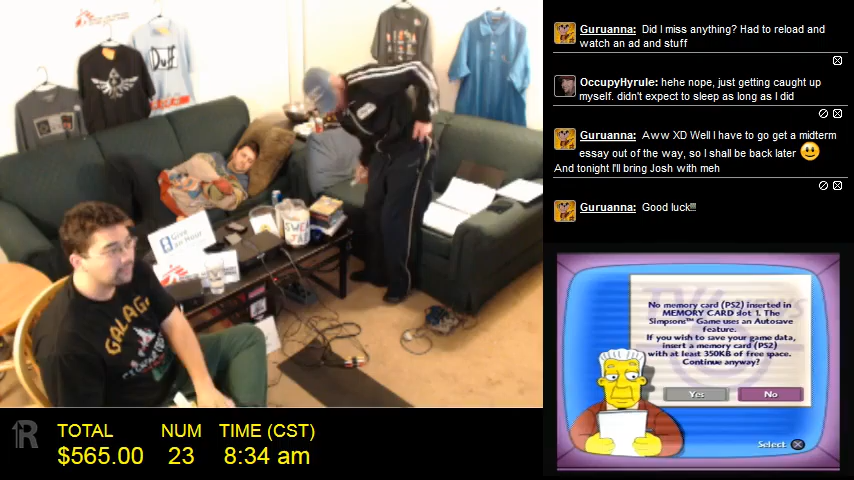 Duff
Give
an Hour
SWEAR
JAR
GALAGA
TOTAL
NUM
TIME (CST)
$565.00
23
8:34 am
Guruanna: Did I miss anything? Had to reload and
watch an ad and stuff
OccupyHyrule: hehe nope, just getting caught up
myself. didn't expect to sleep as long as I did
Guruanna: Aww XD Well I have to go get a midterm
essay out of the way, so I shall be back later
And tonight I'll bring Josh with meh
Guruanna: Good luck!!!
No memory card (PS2) inserted in
MEMORY CARD slot 1. The
Simpsons™ Game uses an Autosave
feature.
If you wish to save your game data,
insert a memory card (PS2)
with at least 350KB of free space.
Continue anyway?
Yes
No
Select